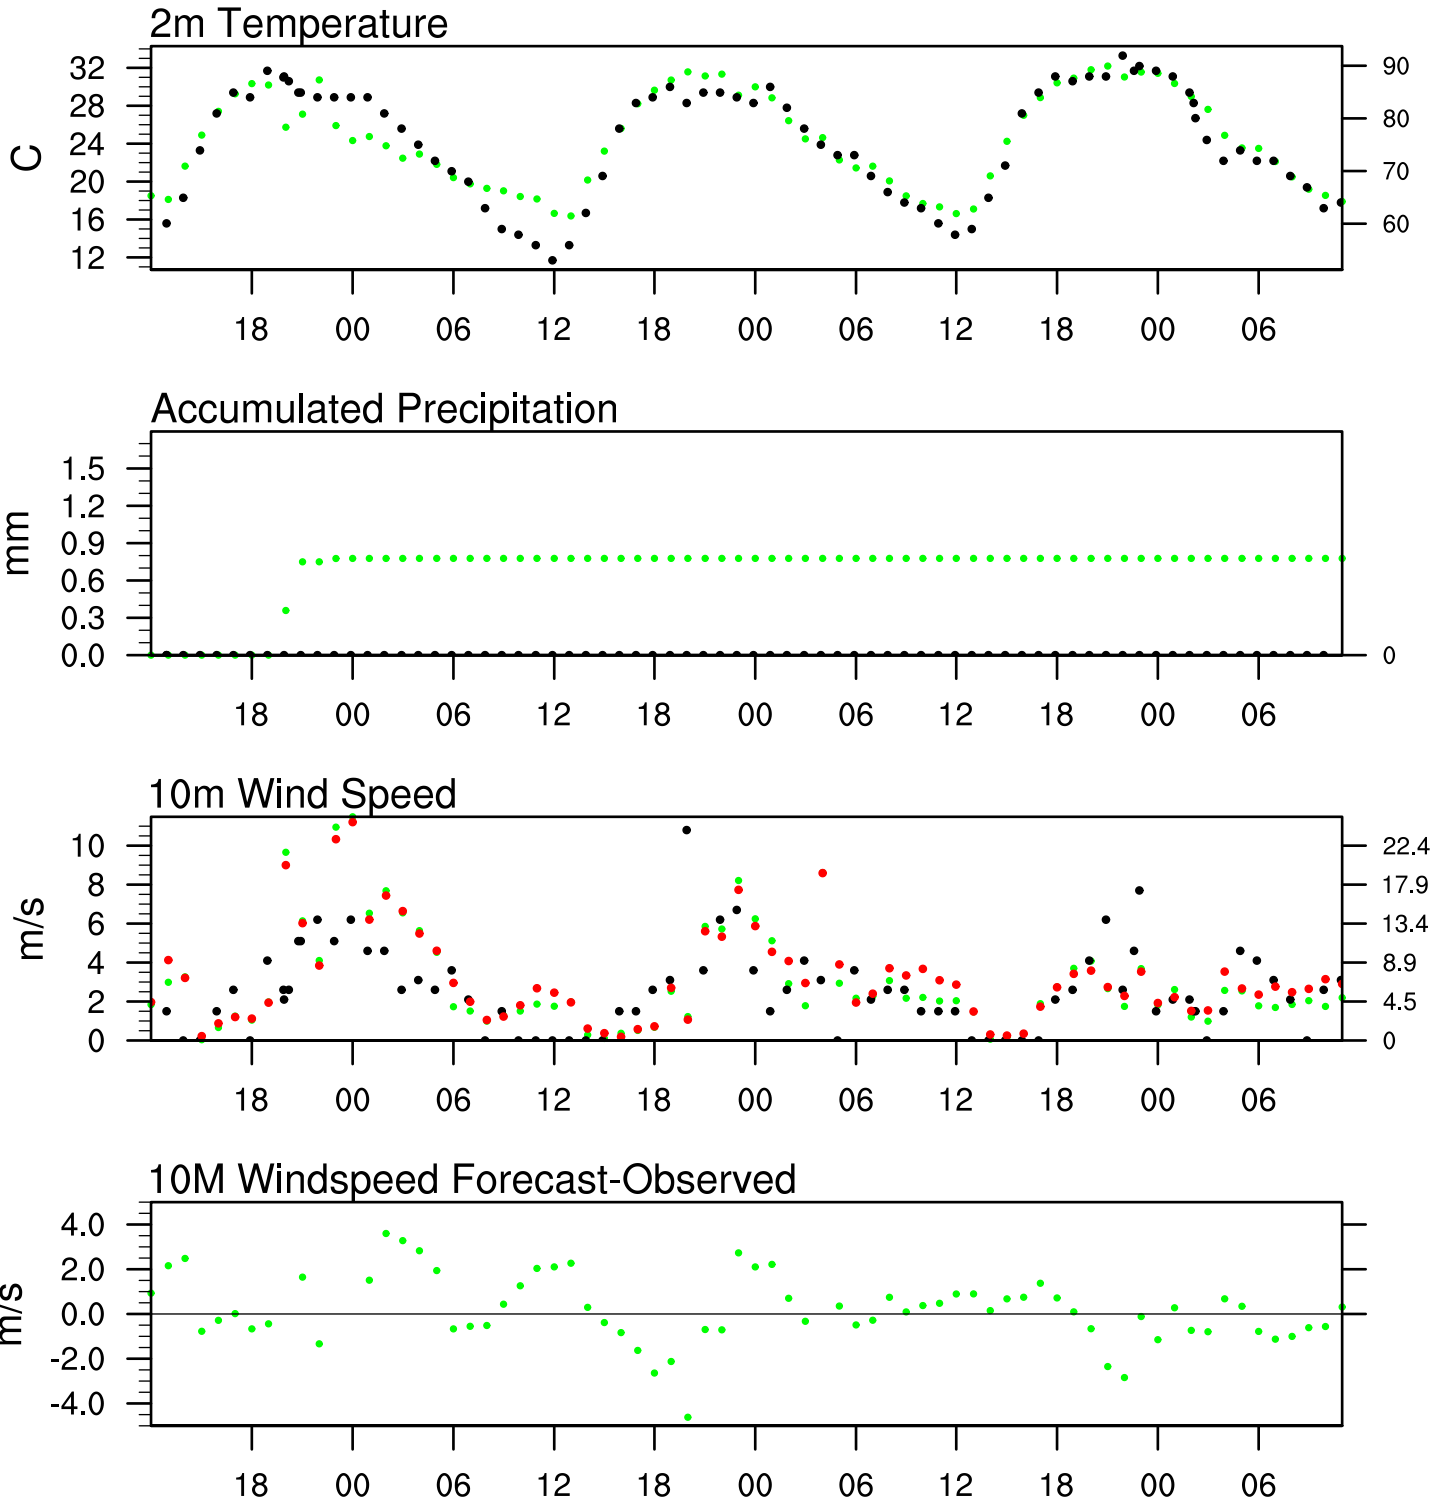 2m Temperature
32
28
24
20
16
12
C
90
80
70
60
18 00 06 12 18 00 06 12 18 00 06
Accumulated Precipitation
1.5
1.2
0.9
0.6
0.3
0.0
mm
0
18 00 06 12 18 00 06 12 18 00 06
10m Wind Speed
10
8
6
4
2
0
m/s
22.4
17.9
13.4
8.9
4.5
0
18 00 06 12 18 00 06 12 18 00 06
10M Windspeed Forecast-Observed
4.0
2.0
0.0
-2.0
-4.0
m/s
18 00 06 12 18 00 06 12 18 00 06